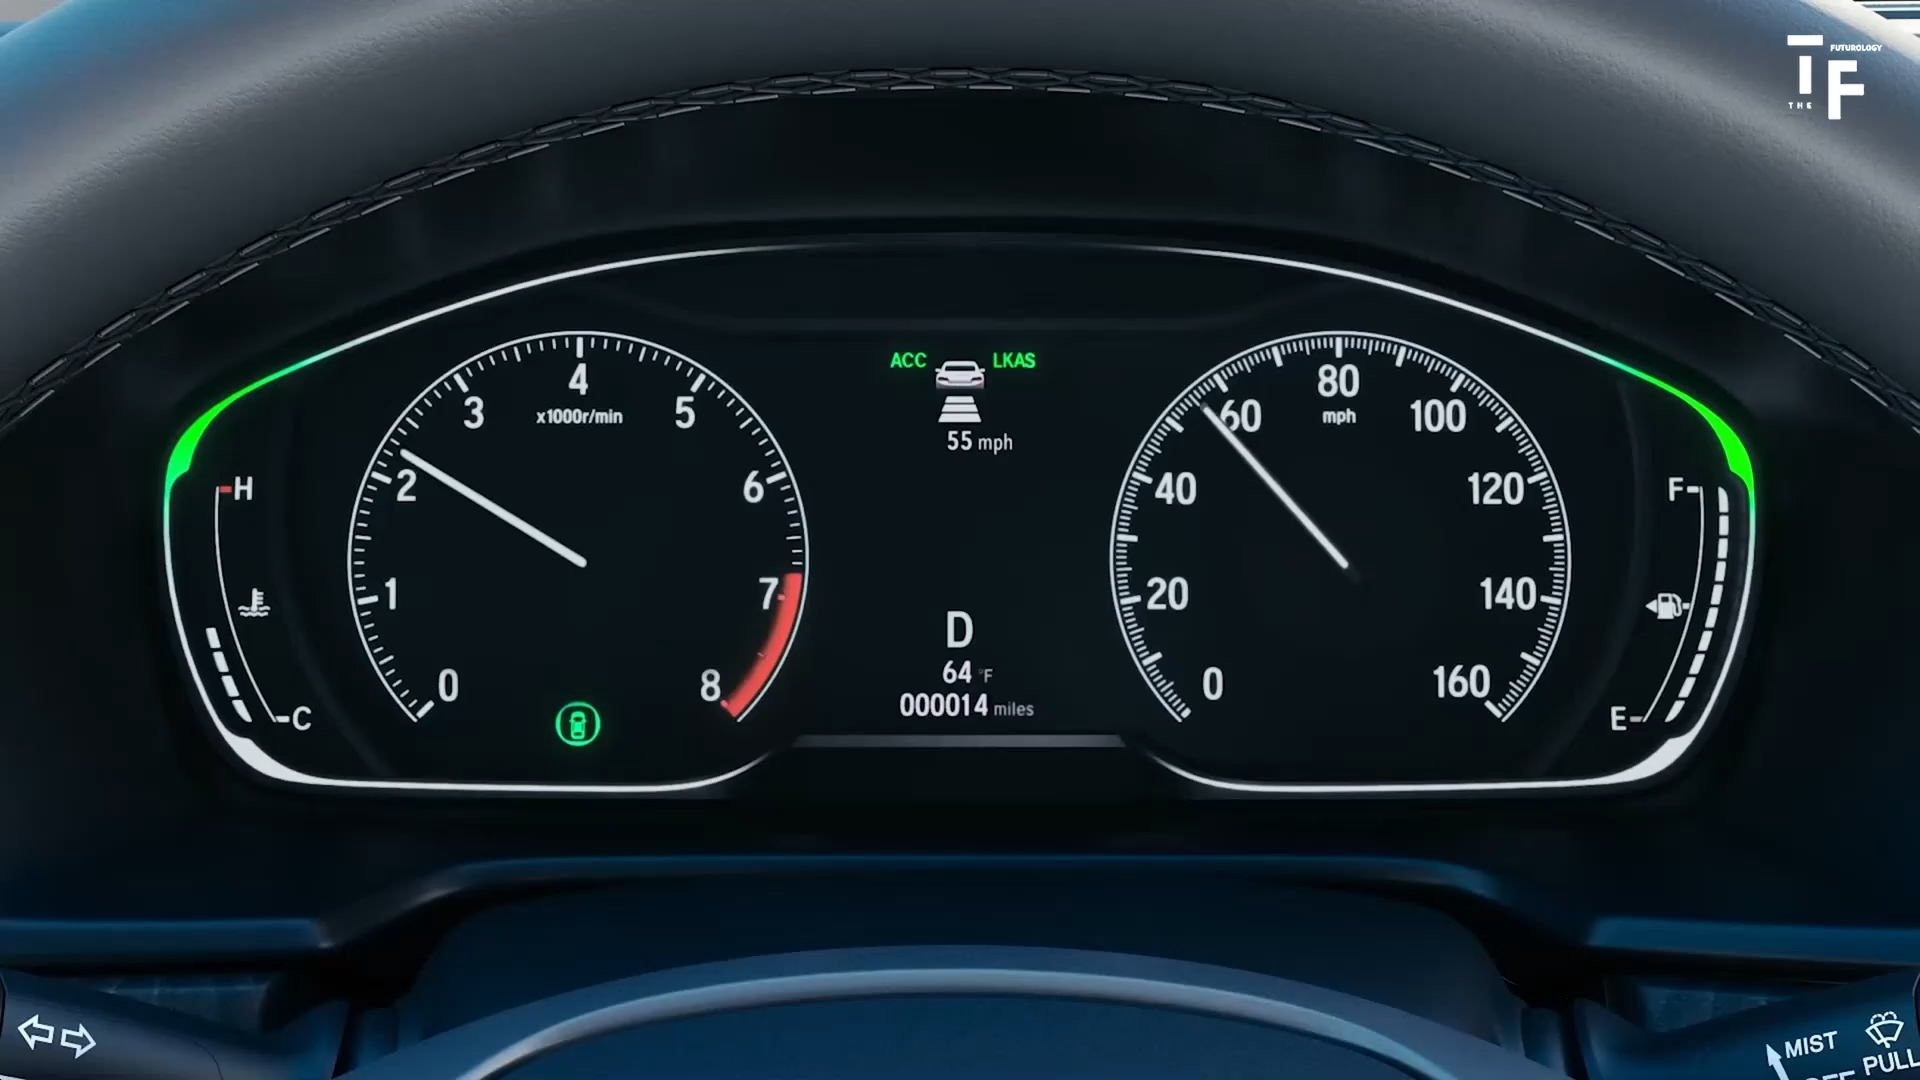 FUTUROLOGY
T
F
THE
ACC LKAS
55 mph
4
3
5
x1000r/min
2
6
1
7
0
8
H
C
80
mph
60
100
40
120
20
140
0
160
F
E
D
64 °F
000014 miles
MIST
OFF
PULL